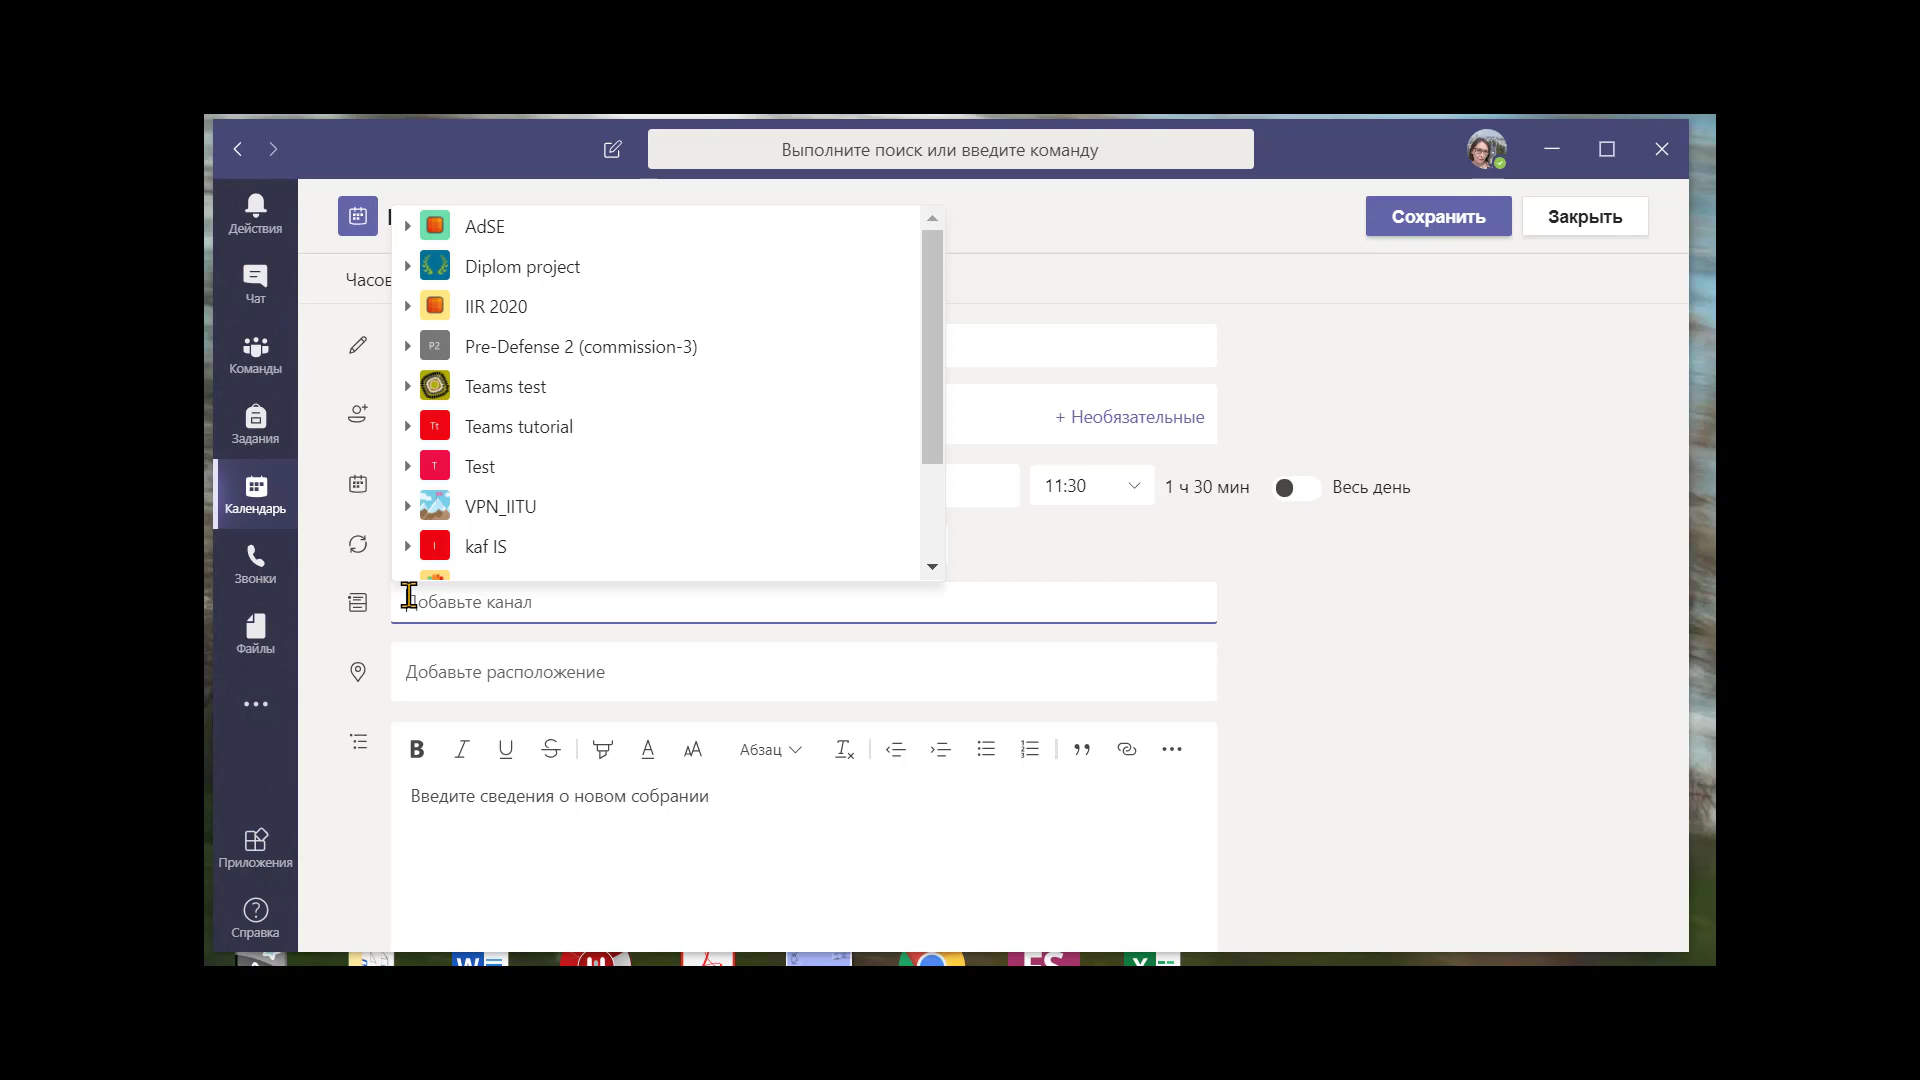 Выполните поиск или введите команду
Действия
Чат
Команды
Задания
Календарь
Звонки
Файлы
Приложения
Справка
Сохранить
Закрыть
AdSE
Diplom project
IIR 2020
P2 Pre-Defense 2 (commission-3)
Teams test
Tt Teams tutorial
T Test
VPN_IITU
I kaf IS
+ Необязательные
11:30 1 ч 30 мин Весь день
Добавьте канал
Добавьте расположение
B I U S A AA Абзац
Введите сведения о новом собрании